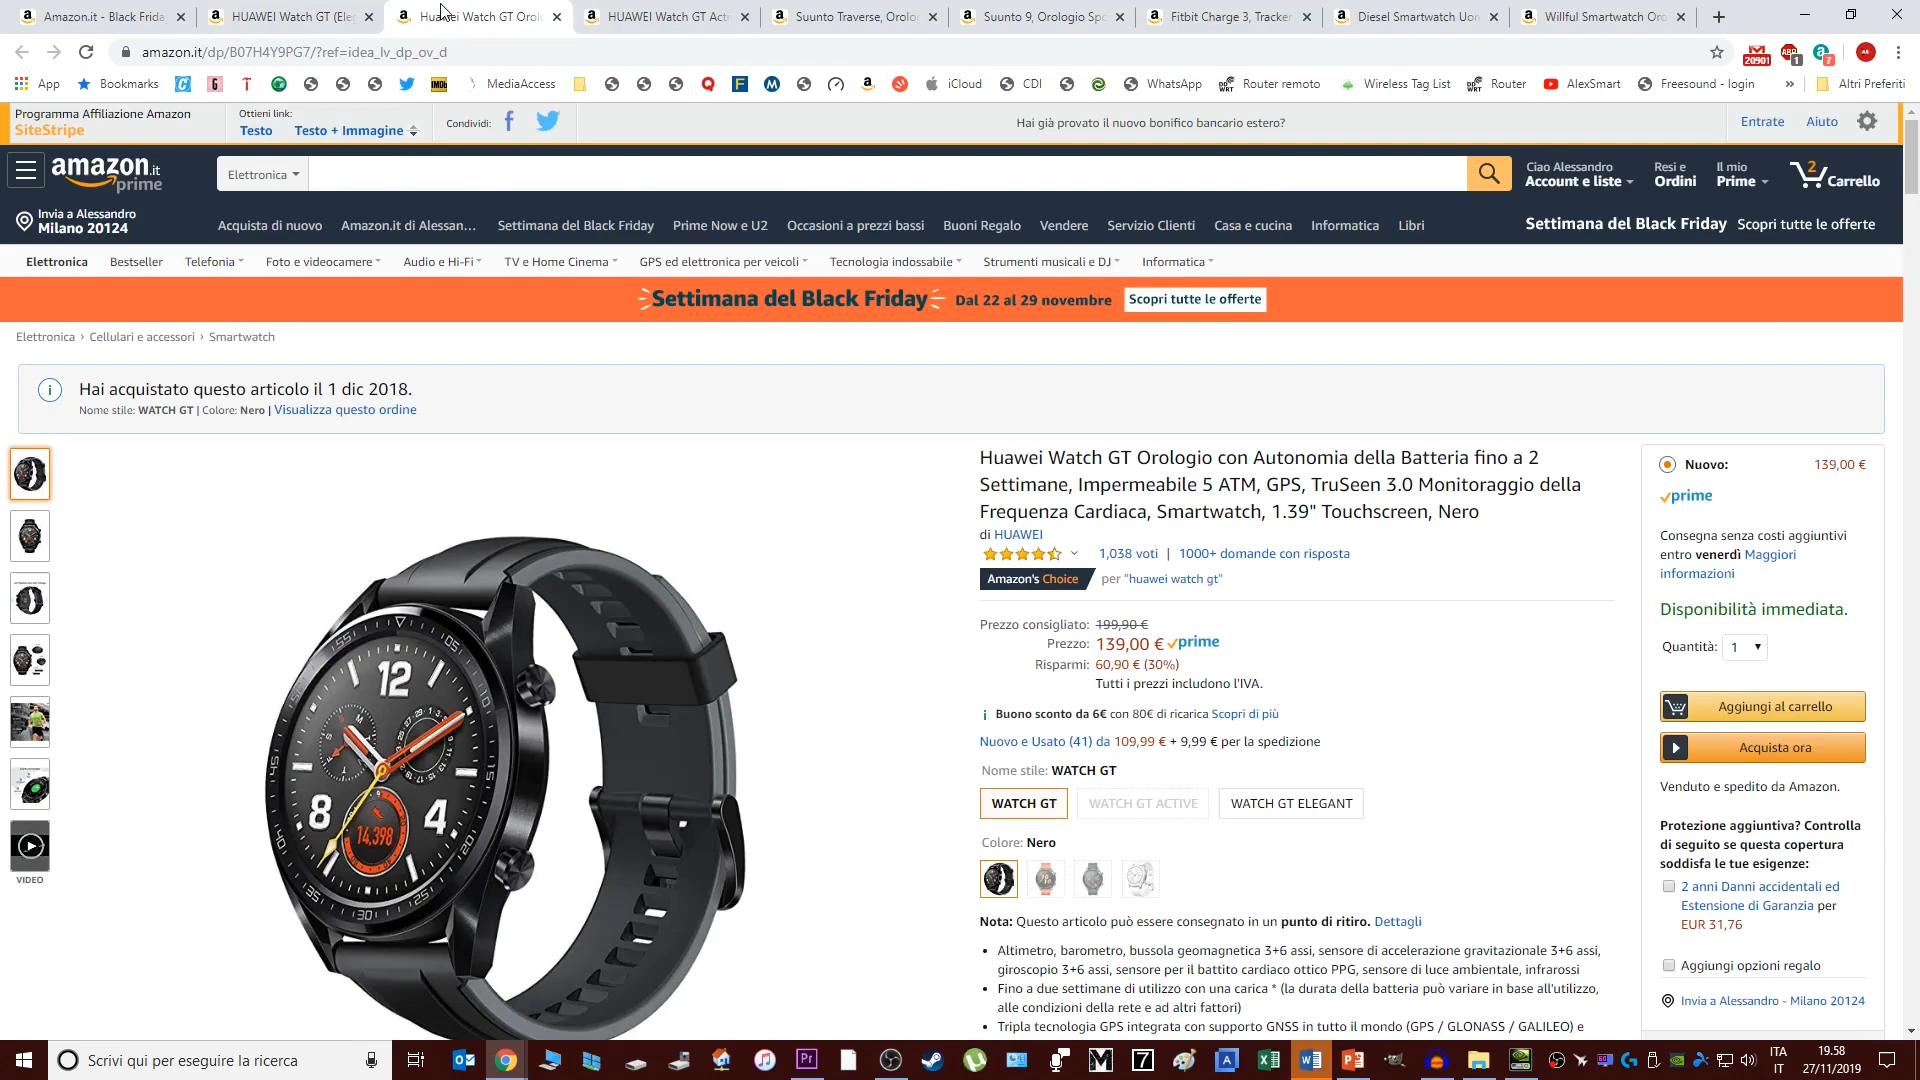 Amazon.it - Black Frida
HUAWEI Watch GT (Ele
Huawei Watch GT Orol
HUAWEI Watch GT Acti
Suunto Traverse, Orolo
Suunto 9, Orologio Spo
Fitbit Charge 3, Tracker
Diesel Smartwatch Uon
Willful Smartwatch Oro
amazon.it/dp/B07H4Y9PG7/?ref=idea_lv_dp_ov_d
20901
ABP
1
7
App
Bookmarks
IMDb
MediaAccess
iCloud
CDI
WhatsApp
Router remoto
Wireless Tag List
Router
AlexSmart
Freesound - login
»
Altri Preferiti
Programma Affiliazione Amazon
SiteStripe
Ottieni link:
Testo
Testo + Immagine
Condividi:
Hai già provato il nuovo bonifico bancario estero?
Entrate
Aiuto
amazon.it
prime
Elettronica
Ciao Alessandro
Account e liste
Resi e
Ordini
Il mio
Prime
2
Carrello
Invia a Alessandro
Milano 20124
Acquista di nuovo
Amazon.it di Alessan...
Settimana del Black Friday
Prime Now e U2
Occasioni a prezzi bassi
Buoni Regalo
Vendere
Servizio Clienti
Casa e cucina
Informatica
Libri
Settimana del Black Friday
Scopri tutte le offerte
Elettronica
Bestseller
Telefonia
Foto e videocamere
Audio e Hi-Fi
TV e Home Cinema
GPS ed elettronica per veicoli
Tecnologia indossabile
Strumenti musicali e DJ
Informatica
Settimana del Black Friday
Dal 22 al 29 novembre
Scopri tutte le offerte
Elettronica › Cellulari e accessori › Smartwatch
Hai acquistato questo articolo il 1 dic 2018.
Nome stile: WATCH GT | Colore: Nero | Visualizza questo ordine
VIDEO
12
8
4
14,398
Huawei Watch GT Orologio con Autonomia della Batteria fino a 2
Settimane, Impermeabile 5 ATM, GPS, TruSeen 3.0 Monitoraggio della
Frequenza Cardiaca, Smartwatch, 1.39" Touchscreen, Nero
di HUAWEI
1,038 voti | 1000+ domande con risposta
Amazon's Choice per "huawei watch gt"
Prezzo consigliato: 199,90 €
Prezzo: 139,00 € prime
Risparmi: 60,90 € (30%)
Tutti i prezzi includono l'IVA.
Buono sconto da 6€ con 80€ di ricarica Scopri di più
Nuovo e Usato (41) da 109,99 € + 9,99 € per la spedizione
Nome stile: WATCH GT
WATCH GT
WATCH GT ACTIVE
WATCH GT ELEGANT
Colore: Nero
Nota: Questo articolo può essere consegnato in un punto di ritiro. Dettagli
• Altimetro, barometro, bussola geomagnetica 3+6 assi, sensore di accelerazione gravitazionale 3+6 assi,
giroscopio 3+6 assi, sensore per il battito cardiaco ottico PPG, sensore di luce ambientale, infrarossi
• Fino a due settimane di utilizzo con una carica * (la durata della batteria può variare in base all'utilizzo,
alle condizioni della rete e ad altri fattori)
• Tripla tecnologia GPS integrata con supporto GNSS in tutto il mondo (GPS / GLONASS / GALILEO) e
Nuovo:
139,00 €
prime
Consegna senza costi aggiuntivi
entro venerdì Maggiori
informazioni
Disponibilità immediata.
Quantità: 1
Aggiungi al carrello
Acquista ora
Venduto e spedito da Amazon.
Protezione aggiuntiva? Controlla
di seguito se questa copertura
soddisfa le tue esigenze:
2 anni Danni accidentali ed
Estensione di Garanzia per
EUR 31,76
Aggiungi opzioni regalo
Invia a Alessandro - Milano 20124
Scrivi qui per eseguire la ricerca
ITA
IT
19.58
27/11/2019